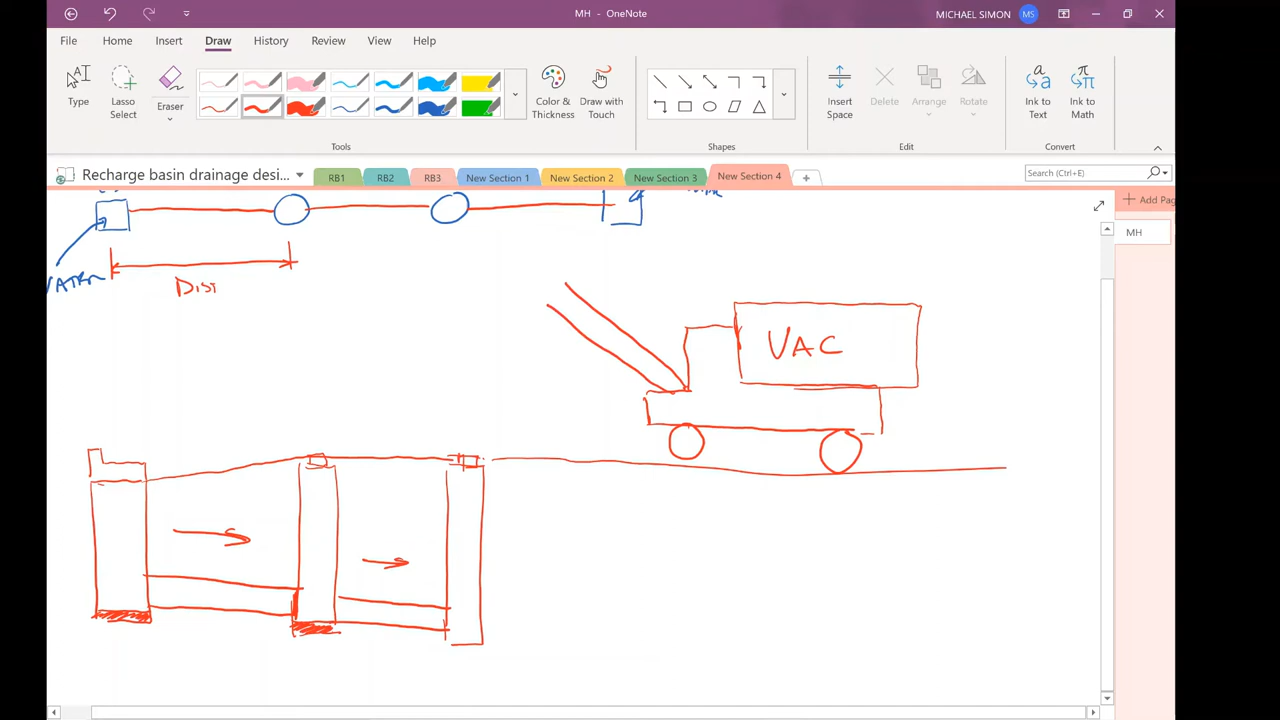 MH - OneNote
MICHAEL SIMON MS
File Home Insert Draw History Review View Help
Type
Lasso Select
Eraser
Color & Thickness
Draw with Touch
Insert Space
Delete
Arrange
Rotate
Ink to Text
Ink to Math
Tools
Shapes
Edit
Convert
Recharge basin drainage desi...
RB1
RB2
RB3
New Section 1
New Section 2
New Section 3
New Section 4
Search (Ctrl+E)
Add Pag
MH
DIST
VAC